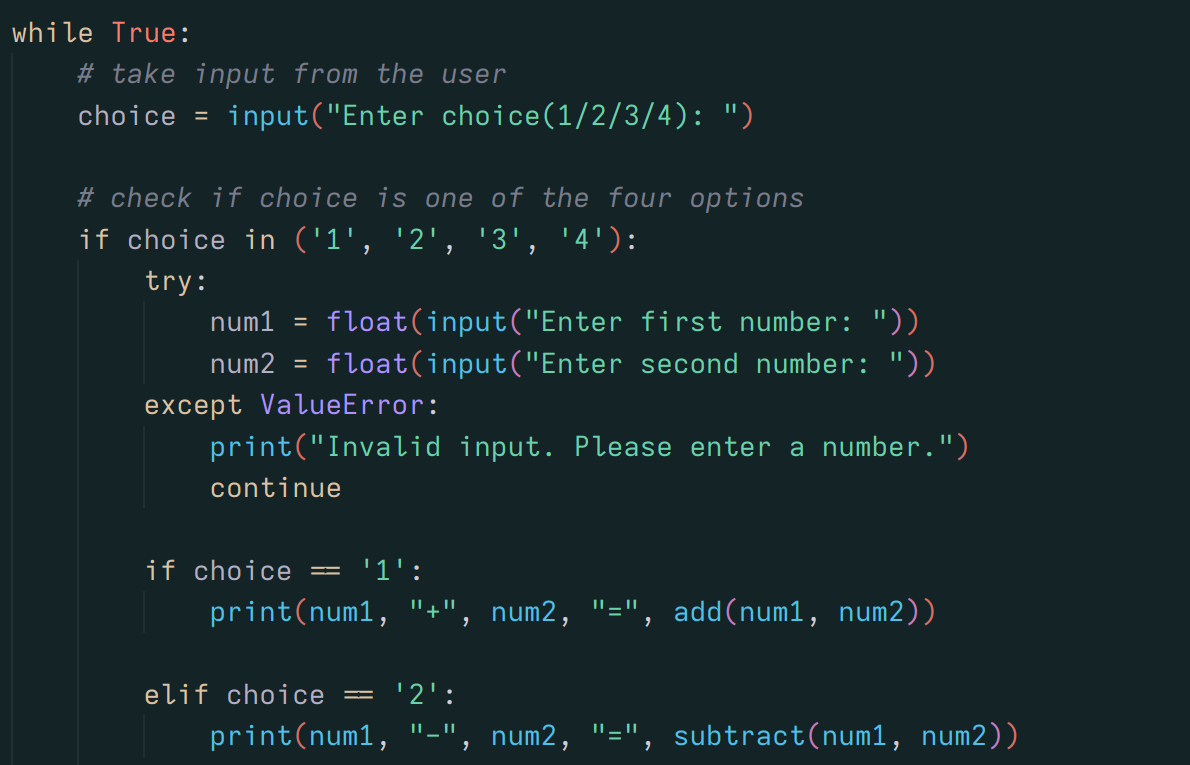 while True:
    # take input from the user
    choice = input("Enter choice(1/2/3/4): ")

    # check if choice is one of the four options
    if choice in ('1', '2', '3', '4'):
        try:
            num1 = float(input("Enter first number: "))
            num2 = float(input("Enter second number: "))
        except ValueError:
            print("Invalid input. Please enter a number.")
            continue

        if choice == '1':
            print(num1, "+", num2, "=", add(num1, num2))

        elif choice == '2':
            print(num1, "-", num2, "=", subtract(num1, num2))